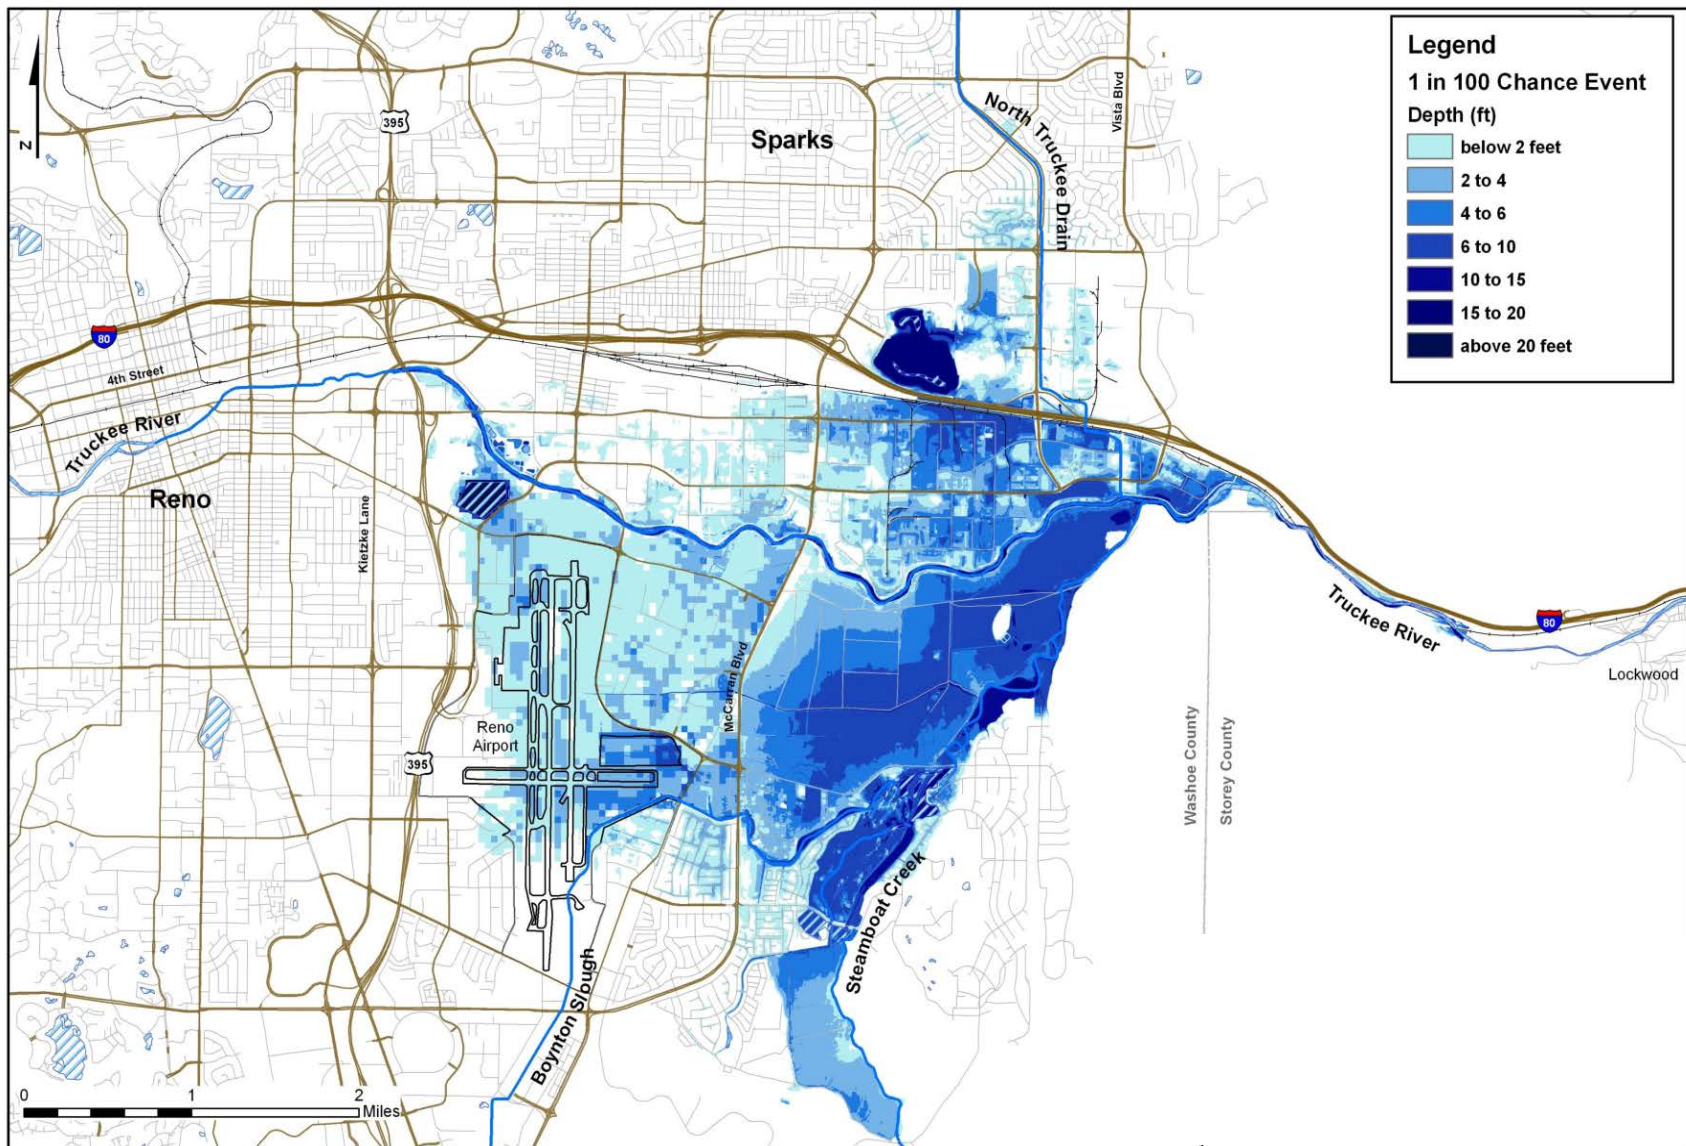 Legend
1 in 100 Chance Event
Depth (ft)
below 2 feet
2 to 4
4 to 6
6 to 10
10 to 15
15 to 20
above 20 feet
N
395
Sparks
North Truckee Drain
Vista Blvd
80
4th Street
Truckee River
Reno
Kietzke Lane
Truckee River
80
Lockwood
McCarran Blvd
Reno
Airport
395
Washoe County
Storey County
Steamboat Creek
Boynton Slough
0 1 2
Miles